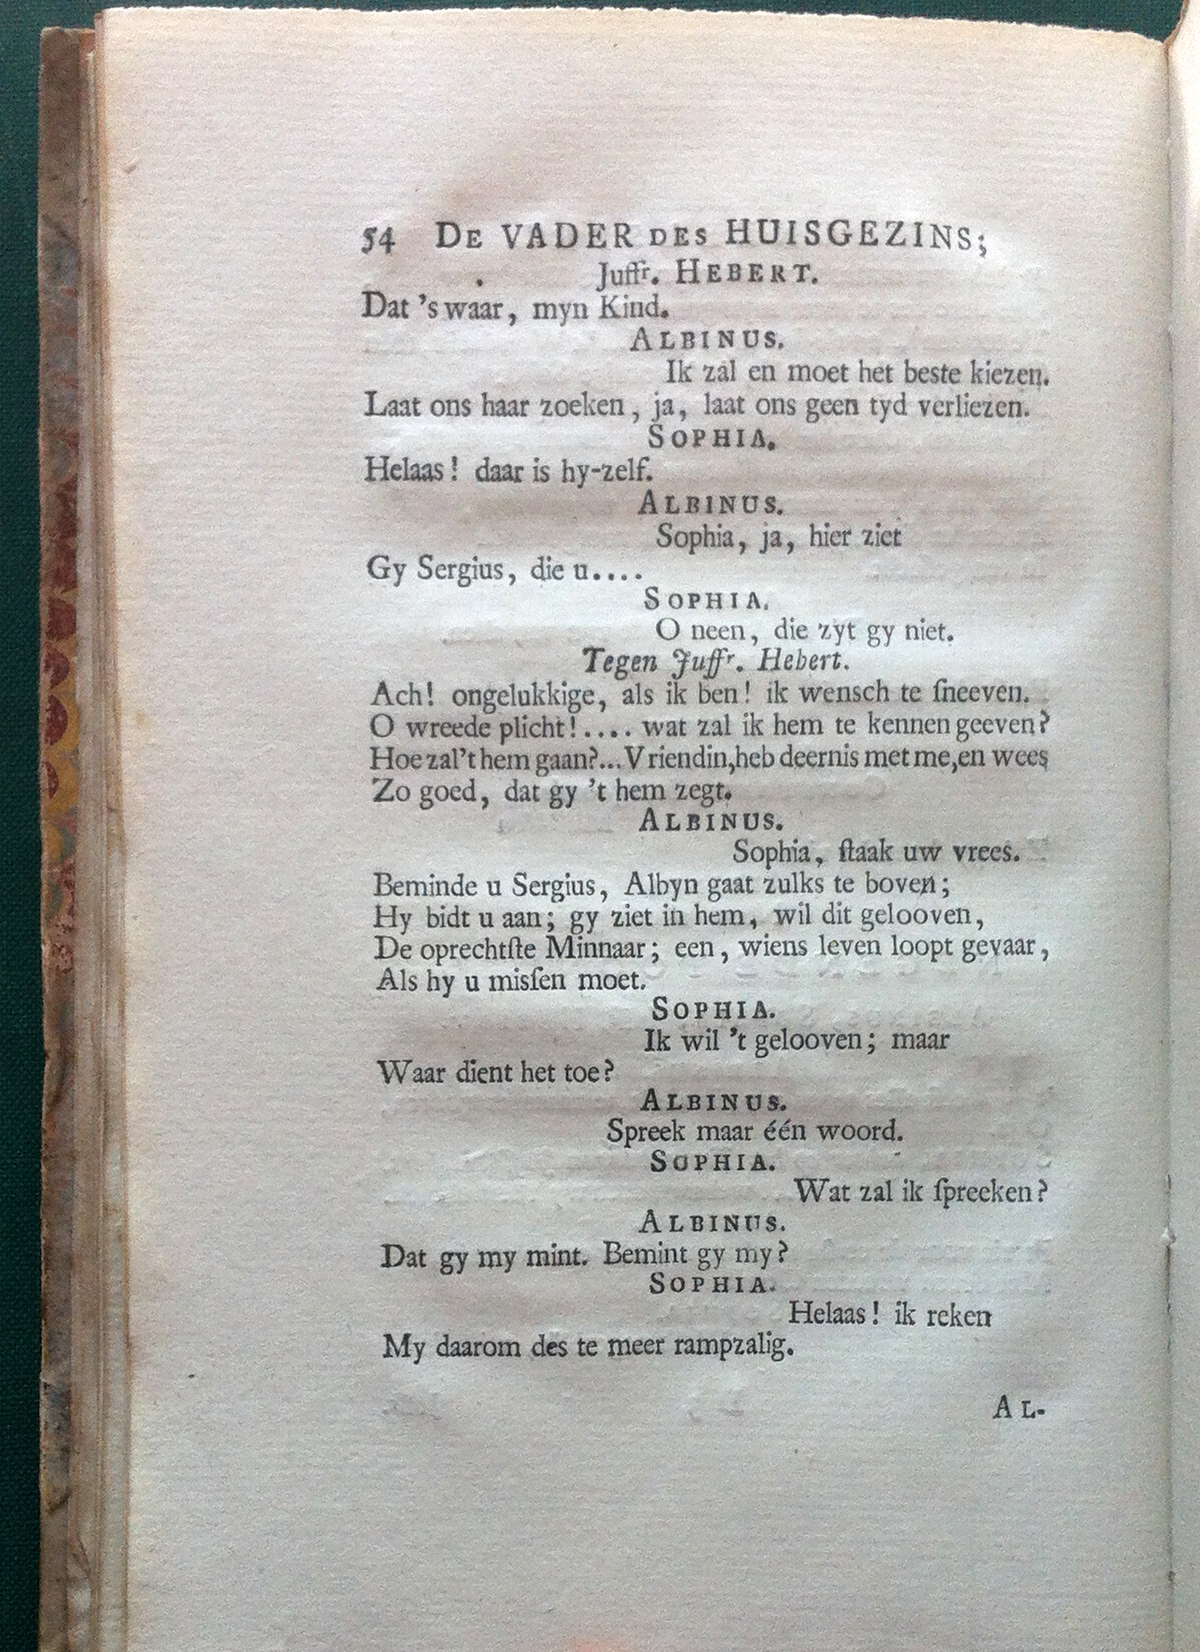 54 DE VADER DES HUISGEZINS;
Juffr. HEBERT.
Dat 's waar, myn Kind.
ALBINUS.
Ik zal en moet het beste kiezen.
Laat ons haar zoeken, ja, laat ons geen tyd verliezen.
SOPHIA.
Helaas! daar is hy-zelf.
ALBINUS.
Sophia, ja, hier ziet
Gy Sergius, die u....
SOPHIA.
O neen, die zyt gy niet.
Tegen Juffr. Hebert.
Ach! ongelukkige, als ik ben! ik wensch te ſneeven.
O wreede plicht!.... wat zal ik hem te kennen geeven?
Hoe zal't hem gaan?... Vriendin, heb deernis met me, en wees
Zo goed, dat gy 't hem zegt.
ALBINUS.
Sophia, ſtaak uw vrees.
Beminde u Sergius, Albyn gaat zulks te boven;
Hy bidt u aan; gy ziet in hem, wil dit gelooven,
De oprechtſte Minnaar; een, wiens leven loopt gevaar,
Als hy u misſen moet.
SOPHIA.
Ik wil 't gelooven; maar
Waar dient het toe?
ALBINUS.
Spreek maar één woord.
SOPHIA.
Wat zal ik ſpreeken?
ALBINUS.
Dat gy my mint. Bemint gy my?
SOPHIA.
Helaas! ik reken
My daarom des te meer rampzalig.
AL-